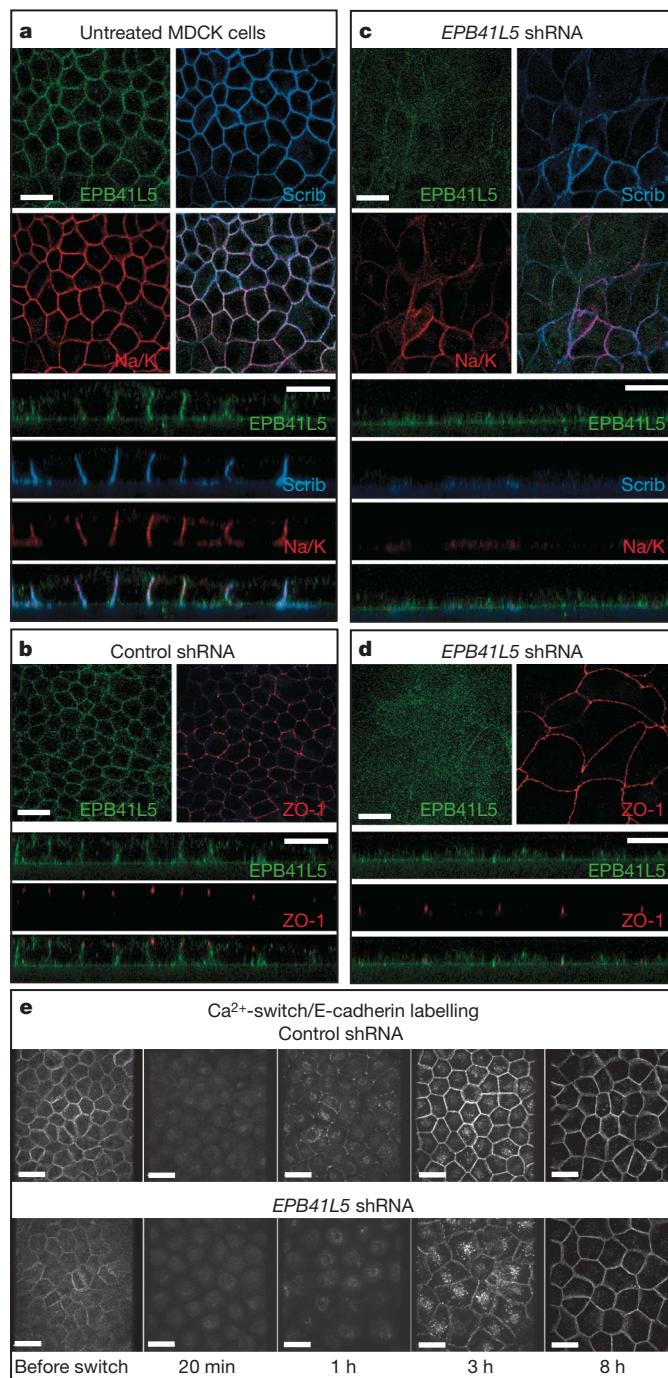 a
Untreated MDCK cells
EPB41L5
Scrib
Na/K
EPB41L5
Scrib
Na/K
b
Control shRNA
EPB41L5
ZO-1
EPB41L5
ZO-1
c
EPB41L5 shRNA
EPB41L5
Scrib
Na/K
EPB41L5
Scrib
Na/K
d
EPB41L5 shRNA
EPB41L5
ZO-1
EPB41L5
ZO-1
e
Ca²⁺-switch/E-cadherin labelling
Control shRNA
EPB41L5 shRNA
Before switch 20 min 1 h 3 h 8 h